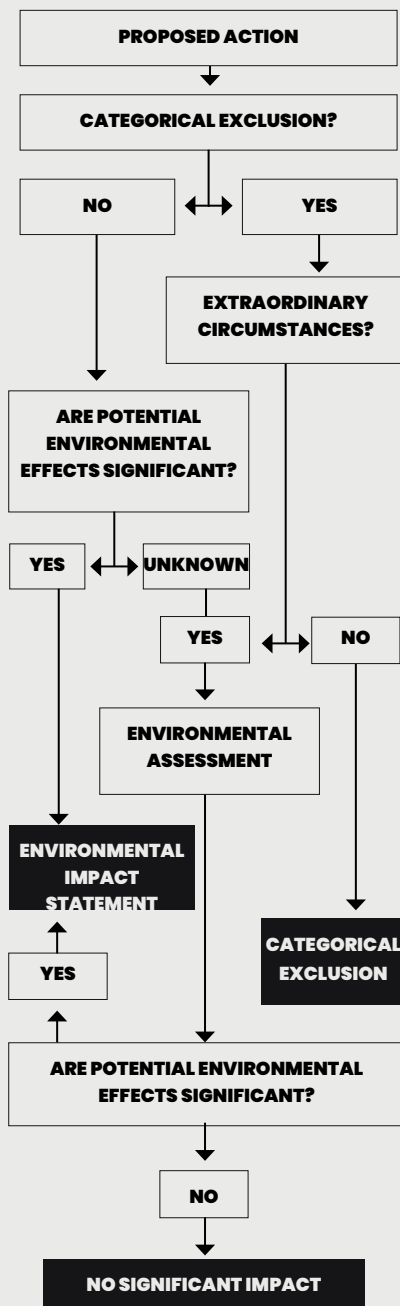 PROPOSED ACTION
CATEGORICAL EXCLUSION?
NO
YES
EXTRAORDINARY
CIRCUMSTANCES?
ARE POTENTIAL
ENVIRONMENTAL
EFFECTS SIGNIFICANT?
YES
UNKNOWN
YES
NO
ENVIRONMENTAL
ASSESSMENT
ENVIRONMENTAL
IMPACT
STATEMENT
CATEGORICAL
EXCLUSION
YES
ARE POTENTIAL ENVIRONMENTAL
EFFECTS SIGNIFICANT?
NO
NO SIGNIFICANT IMPACT